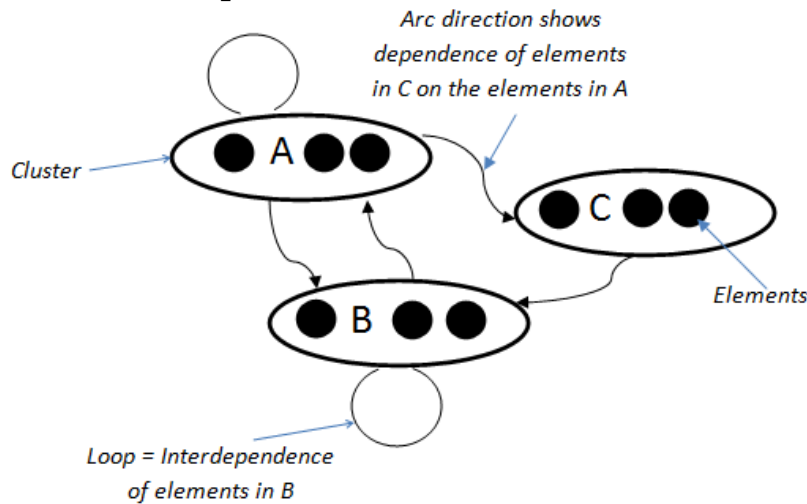 Arc direction shows
dependence of elements
in C on the elements in A
A
Cluster
C
Elements
B
Loop = Interdependence
of elements in B